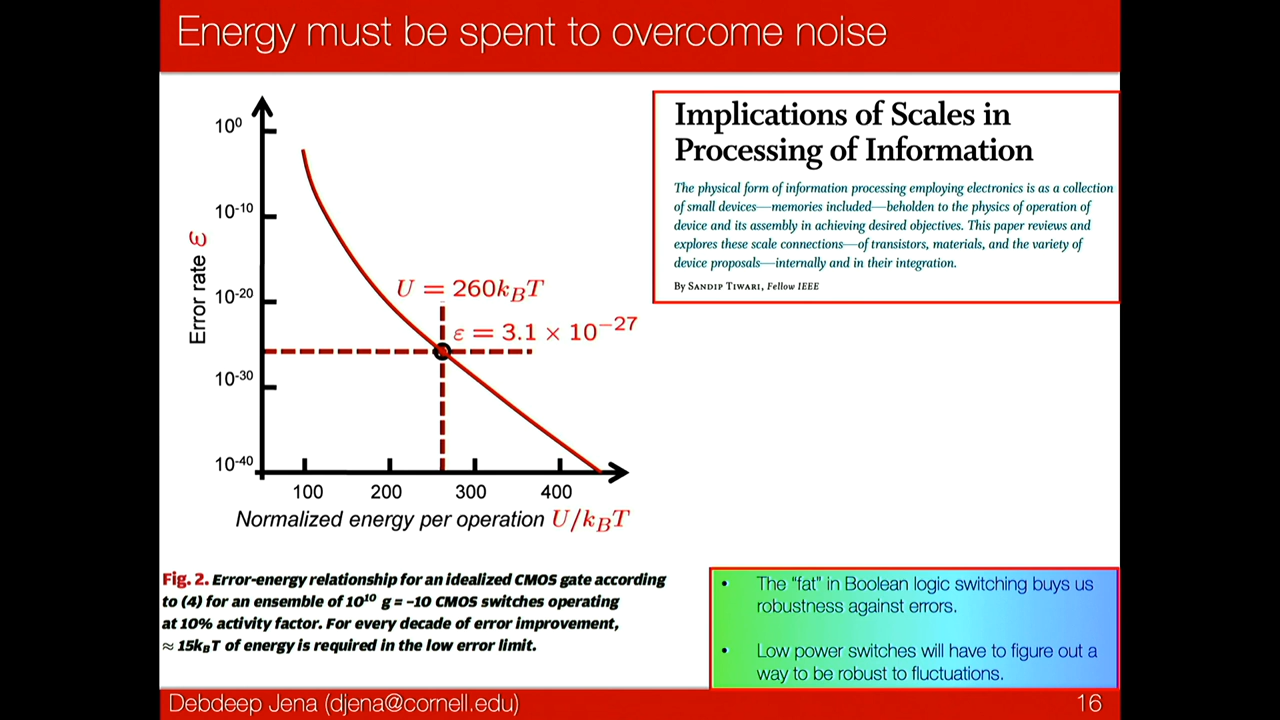 Energy must be spent to overcome noise
10⁰
10⁻¹⁰
10⁻²⁰
10⁻³⁰
10⁻⁴⁰
Error rate ε
U = 260k_BT
ε = 3.1 × 10⁻²⁷
100 200 300 400
Normalized energy per operation U/k_BT
Implications of Scales in
Processing of Information
The physical form of information processing employing electronics is as a collection
of small devices—memories included—beholden to the physics of operation of
device and its assembly in achieving desired objectives. This paper reviews and
explores these scale connections—of transistors, materials, and the variety of
device proposals—internally and in their integration.
By Sandip Tiwari, Fellow IEEE
Fig. 2. Error-energy relationship for an idealized CMOS gate according
to (4) for an ensemble of 10¹⁰ g = –10 CMOS switches operating
at 10% activity factor. For every decade of error improvement,
≈ 15k_BT of energy is required in the low error limit.
• The “fat” in Boolean logic switching buys us
robustness against errors.
• Low power switches will have to figure out a
way to be robust to fluctuations.
Debdeep Jena (djena@cornell.edu) 16